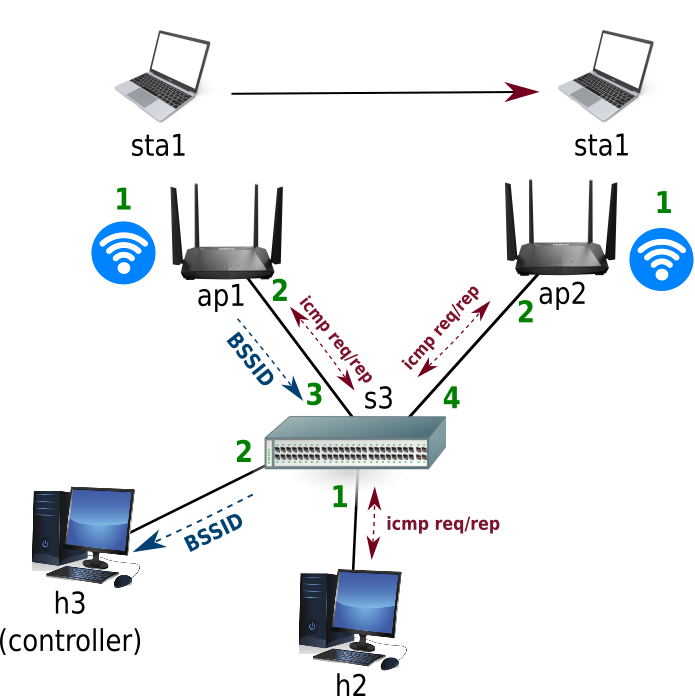 sta1
sta1
1
1
ap1
2
ap2
2
icmp req/rep
icmp req/rep
BSSID
3
s3
4
2
1
BSSID
icmp req/rep
h3
(controller)
h2